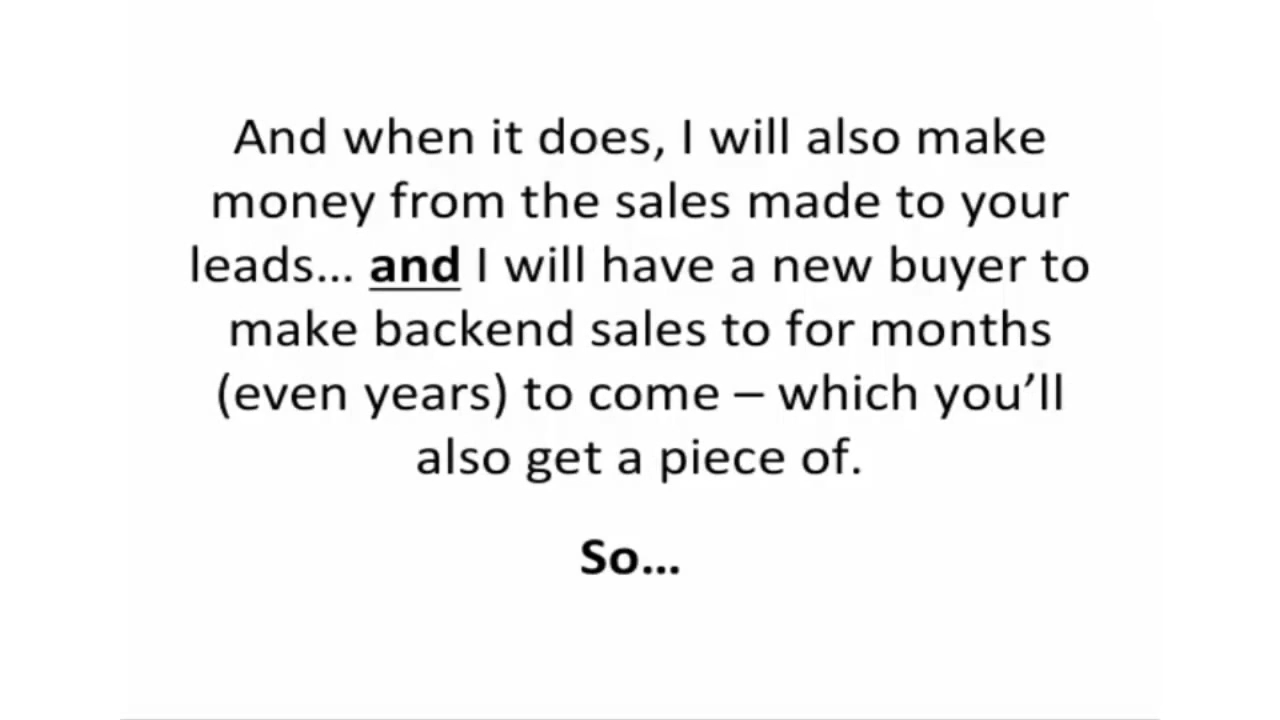 And when it does, I will also make
money from the sales made to your
leads… and I will have a new buyer to
make backend sales to for months
(even years) to come – which you’ll
also get a piece of.
So…